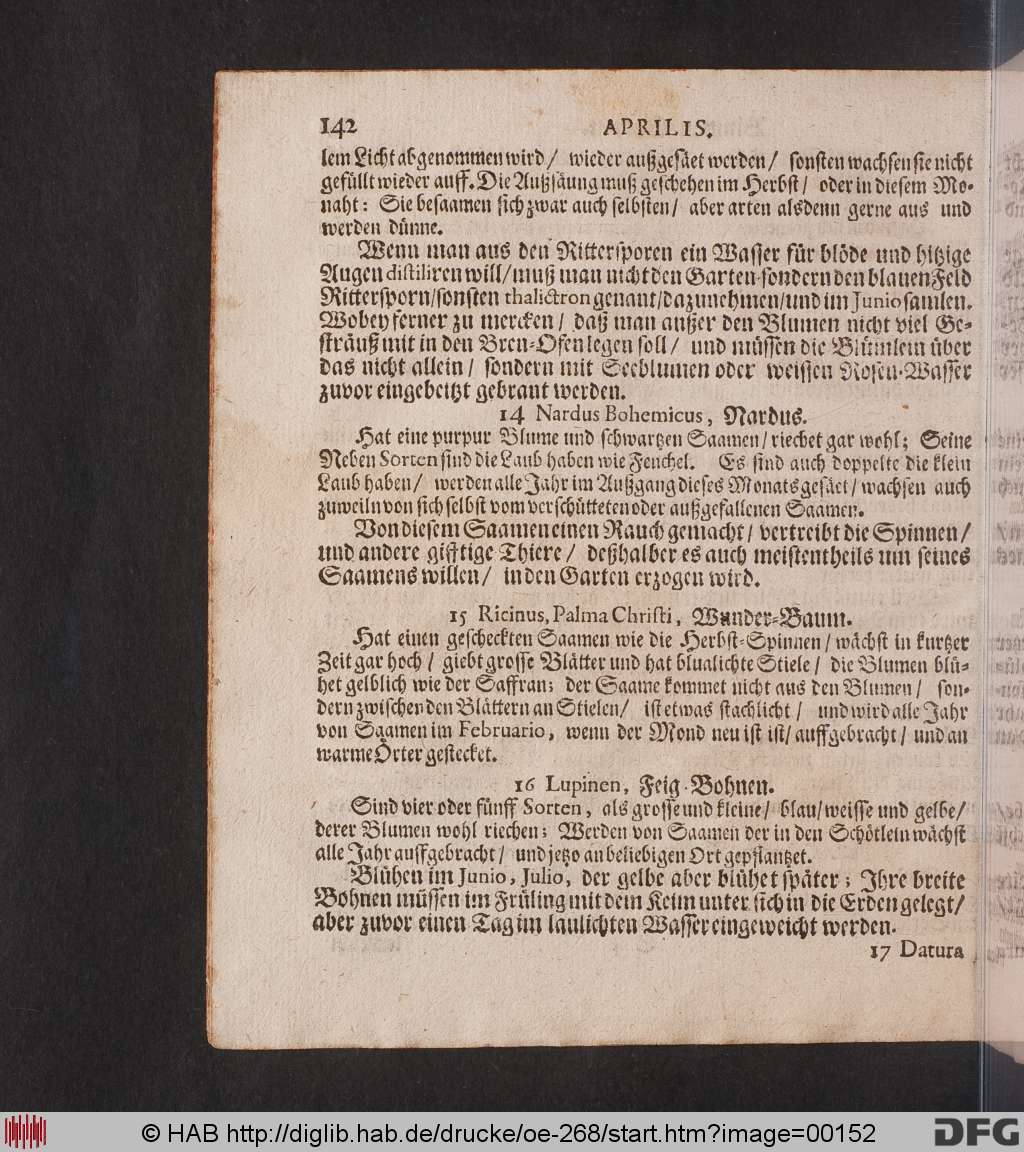 142 APRILIS.
lem Licht abgenommen wird / wieder außgesäet werden / sonsten wachsen sie nicht
gefüllt wieder auff. Die Außsäung muß geschehen im Herbst / oder in diesem Mo-
naht: Sie besaamen sich zwar auch selbsten / aber arten alsdenn gerne aus und
werden dünne.
Wenn man aus den Rittersporen ein Wasser für blöde und hitzige
Augen distiliren will / muß man nicht den Garten-sondern den blauen Feld
Rittersporn / sonsten thalictron genant / dazu nehmen / und im Junio samlen.
Wobey ferner zu mercken / daß man außer den Blumen nicht viel Ge-
sträuß mit in den Bren-Ofen legen soll / und müssen die Blümlein über
das nicht allein / sondern mit Seeblumen oder weissen Rosen-Wasser
zuvor eingebeitzt gebrant werden.
14 Nardus Bohemicus, Nardus.
Hat eine purpur Blume und schwartzen Saamen / riechet gar wohl; Seine
Neben Sorten sind die Laub haben wie Fenchel. Es sind auch doppelte die klein
Laub haben / werden alle Jahr im Außgang dieses Monats gesäet / wachsen auch
zuweiln von sich selbst vom verschütteten oder außgefallenen Saamen.
Von diesem Saamen einen Rauch gemacht / vertreibt die Spinnen /
und andere gifftige Thiere / deßhalber es auch meistentheils um seines
Saamens willen / in den Garten erzogen wird.
15 Ricinus, Palma Christi, Wunder-Baum.
Hat einen gescheckten Saamen wie die Herbst-Spinnen / wächst in kurtzer
Zeit gar hoch / giebt grosse Blätter und hat blualichte Stiele / die Blumen blü-
het gelblich wie der Saffran; der Saame kommet nicht aus den Blumen / son-
dern zwischen den Blättern an Stielen / ist etwas stachlicht / und wird alle Jahr
von Saamen im Februario, wenn der Mond neu ist ist / auffgebracht / und an
warme Örter gestecket.
16 Lupinen, Feig-Bohnen.
Sind vier oder fünff Sorten, als grosse und kleine / blau / weisse und gelbe /
derer Blumen wohl riechen; Werden von Saamen der in den Schötlein wächst
alle Jahr auffgebracht / und jetzo an beliebigen Ort gepflantzet.
Blühen im Junio, Julio, der gelbe aber blühet später; Ihre breite
Bohnen müssen im Früling mit dem Keim unter sich in die Erden gelegt /
aber zuvor einen Tag im laulichten Wasser eingeweicht werden.
17 Datura
© HAB http://diglib.hab.de/drucke/oe-268/start.htm?image=00152
DFG